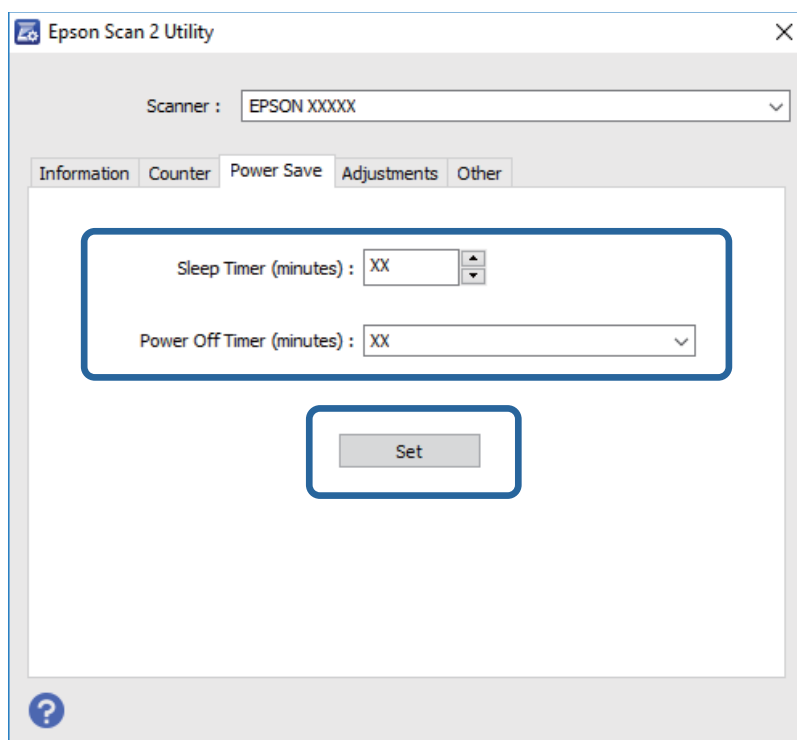 Epson Scan 2 Utility
Scanner : EPSON XXXXX
Information Counter Power Save Adjustments Other
Sleep Timer (minutes) : XX
Power Off Timer (minutes) : XX
Set
?